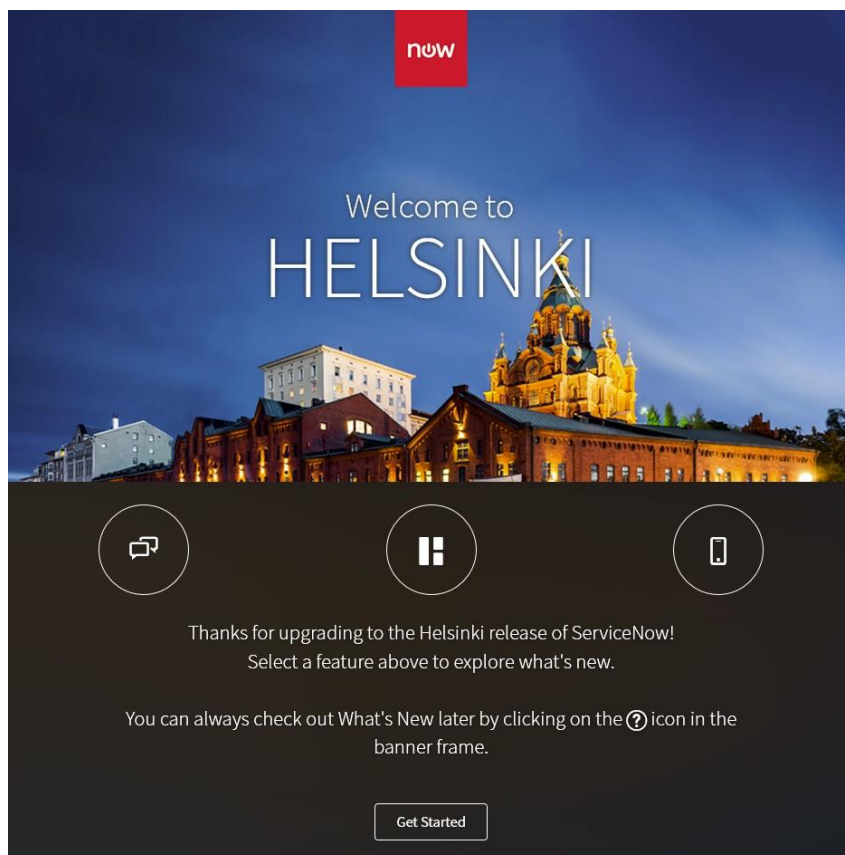 now
Welcome to
HELSINKI
Thanks for upgrading to the Helsinki release of ServiceNow!
Select a feature above to explore what's new.
You can always check out What's New later by clicking on the ? icon in the
banner frame.
Get Started